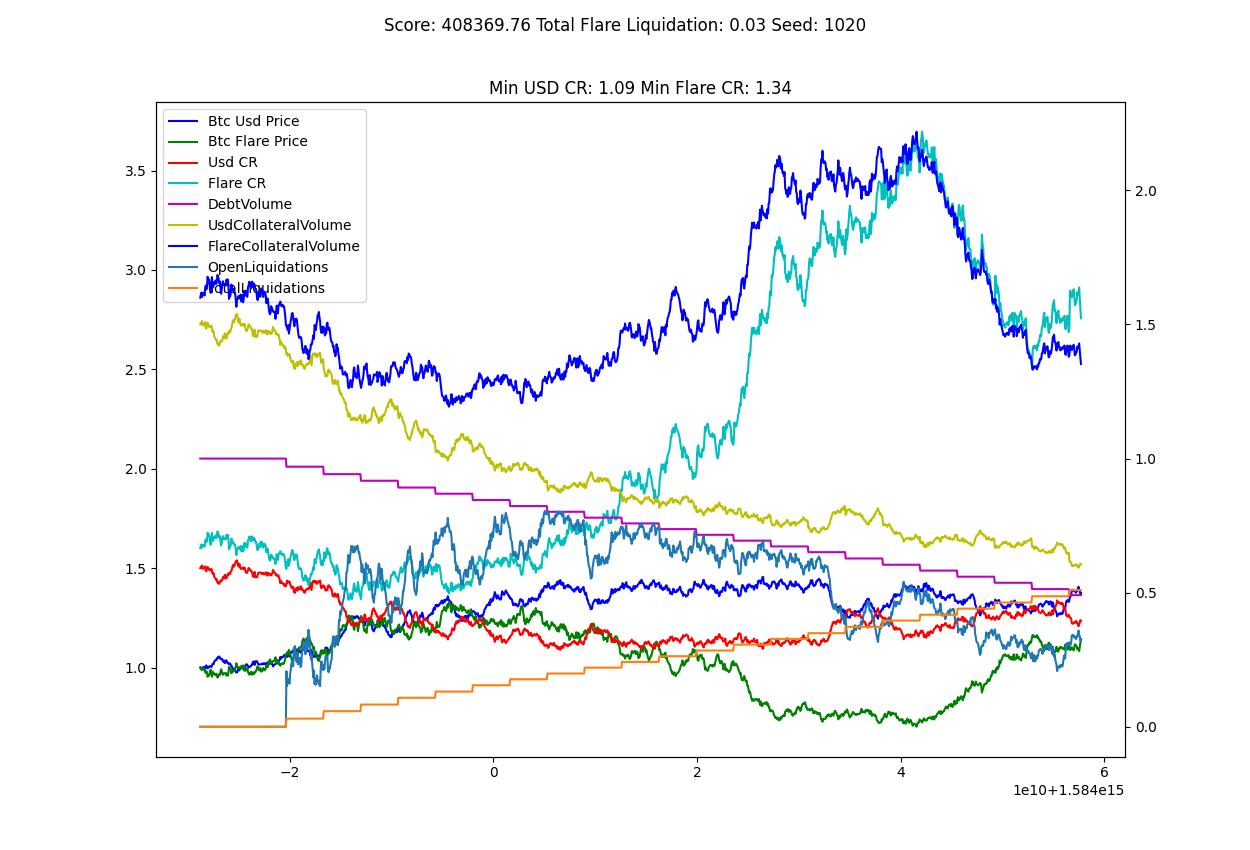 Score: 408369.76 Total Flare Liquidation: 0.03 Seed: 1020
Min USD CR: 1.09 Min Flare CR: 1.34
Btc Usd Price
Btc Flare Price
Usd CR
Flare CR
DebtVolume
UsdCollateralVolume
FlareCollateralVolume
OpenLiquidations
TotalLiquidations
3.5
3.0
2.5
2.0
1.5
1.0
2.0
1.5
1.0
0.5
0.0
−2
0
2
4
6
1e10+1.584e15